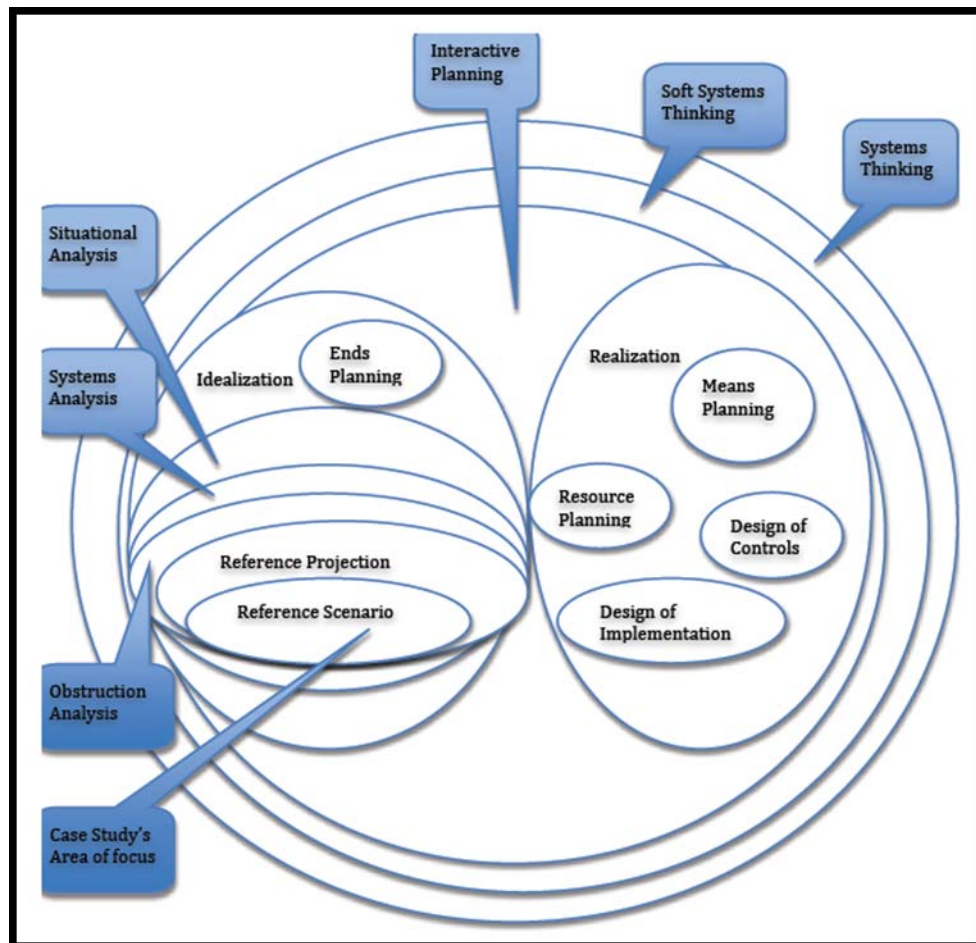 Interactive
Planning
Soft Systems
Thinking
Systems
Thinking
Situational
Analysis
Systems
Analysis
Idealization
Ends
Planning
Realization
Means
Planning
Resource
Planning
Design of
Controls
Reference Projection
Reference Scenario
Design of
Implementation
Obstruction
Analysis
Case Study's
Area of focus